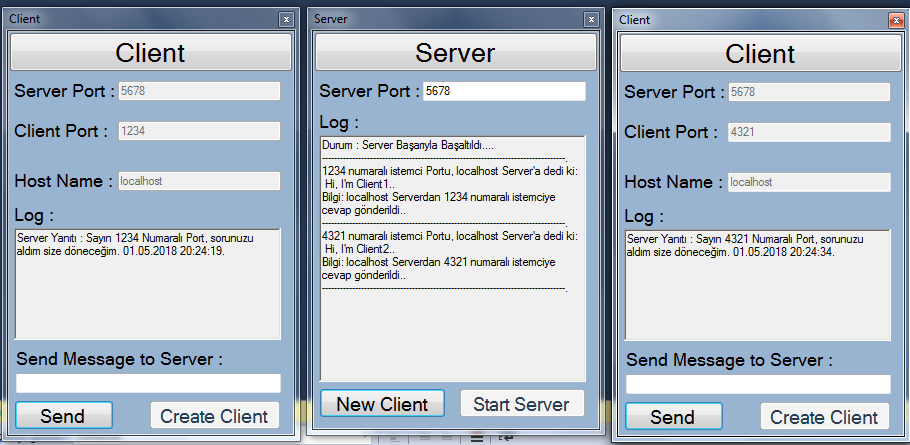 Client
Client
Server Port : 5678
Client Port : 1234
Host Name : localhost
Log :
Server Yanıtı : Sayın 1234 Numaralı Port, sorunuzu
aldım size döneceğim. 01.05.2018 20:24:19.
Send Message to Server :
Send
Create Client
Server
Server
Server Port : 5678
Log :
Durum : Server Başarıyla Başaltıldı....
--------------------------------------------------------------------------------.
1234 numaralı istemci Portu, localhost Server'a dedi ki:
Hi, I'm Client1..
Bilgi: localhost Serverdan 1234 numaralı istemciye
cevap gönderildi..
--------------------------------------------------------------------------------.
4321 numaralı istemci Portu, localhost Server'a dedi ki:
Hi, I'm Client2..
Bilgi: localhost Serverdan 4321 numaralı istemciye
cevap gönderildi..
--------------------------------------------------------------------------------.
New Client
Start Server
Client
Client
Server Port : 5678
Client Port : 4321
Host Name : localhost
Log :
Server Yanıtı : Sayın 4321 Numaralı Port, sorunuzu
aldım size döneceğim. 01.05.2018 20:24:34.
Send Message to Server :
Send
Create Client